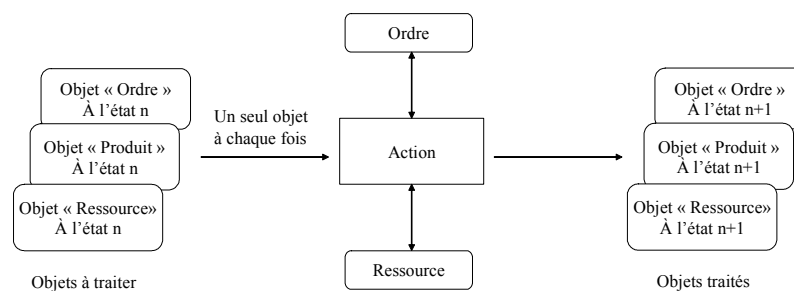 Ordre
Objet « Ordre »
À l'état n
Objet « Produit »
À l'état n
Objet « Ressource»
À l'état n
Objets à traiter
Un seul objet
à chaque fois
Action
Ressource
Objet « Ordre »
À l'état n+1
Objet « Produit »
À l'état n+1
Objet « Ressource»
À l'état n+1
Objets traités